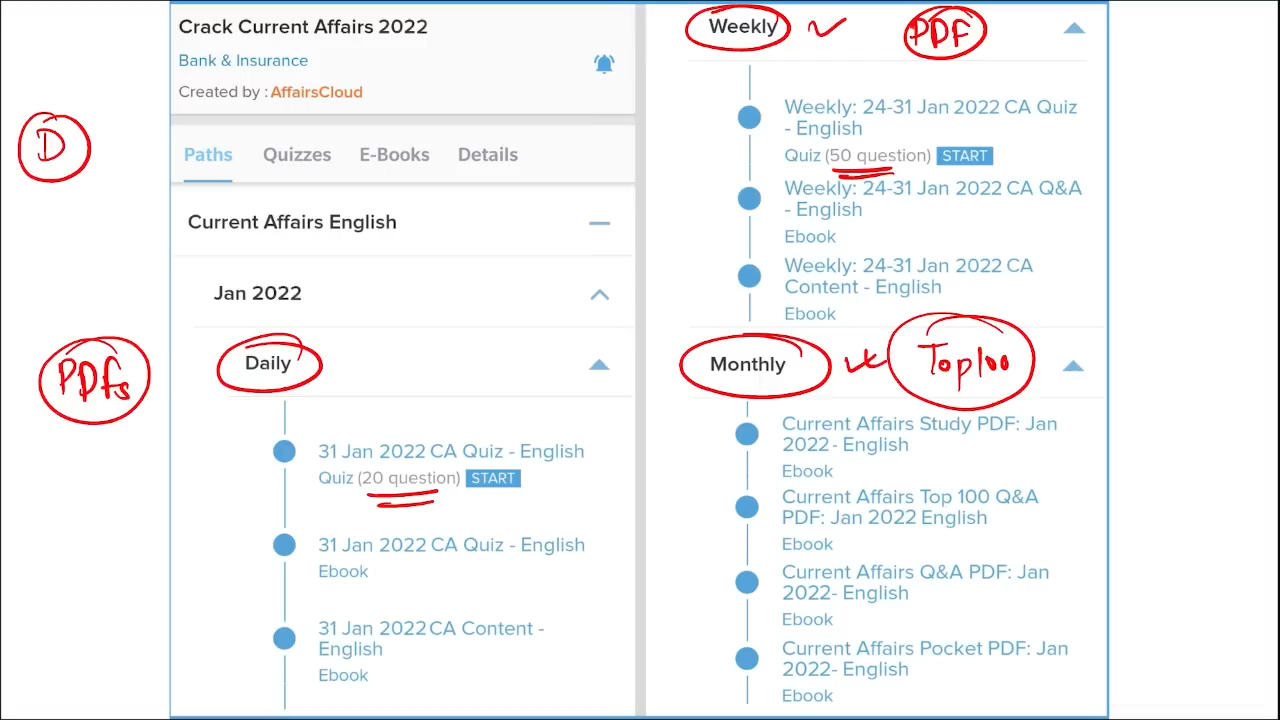 Crack Current Affairs 2022
Bank & Insurance
Created by : AffairsCloud
D
Paths Quizzes E-Books Details
Current Affairs English
Jan 2022
PDFs
Daily
31 Jan 2022 CA Quiz - English
Quiz (20 question) START
31 Jan 2022 CA Quiz - English
Ebook
31 Jan 2022 CA Content -
English
Ebook
Weekly PDF
Weekly: 24-31 Jan 2022 CA Quiz
- English
Quiz (50 question) START
Weekly: 24-31 Jan 2022 CA Q&A
- English
Ebook
Weekly: 24-31 Jan 2022 CA
Content - English
Ebook
Monthly Top 100
Current Affairs Study PDF: Jan
2022- English
Ebook
Current Affairs Top 100 Q&A
PDF: Jan 2022 English
Ebook
Current Affairs Q&A PDF: Jan
2022- English
Ebook
Current Affairs Pocket PDF: Jan
2022- English
Ebook